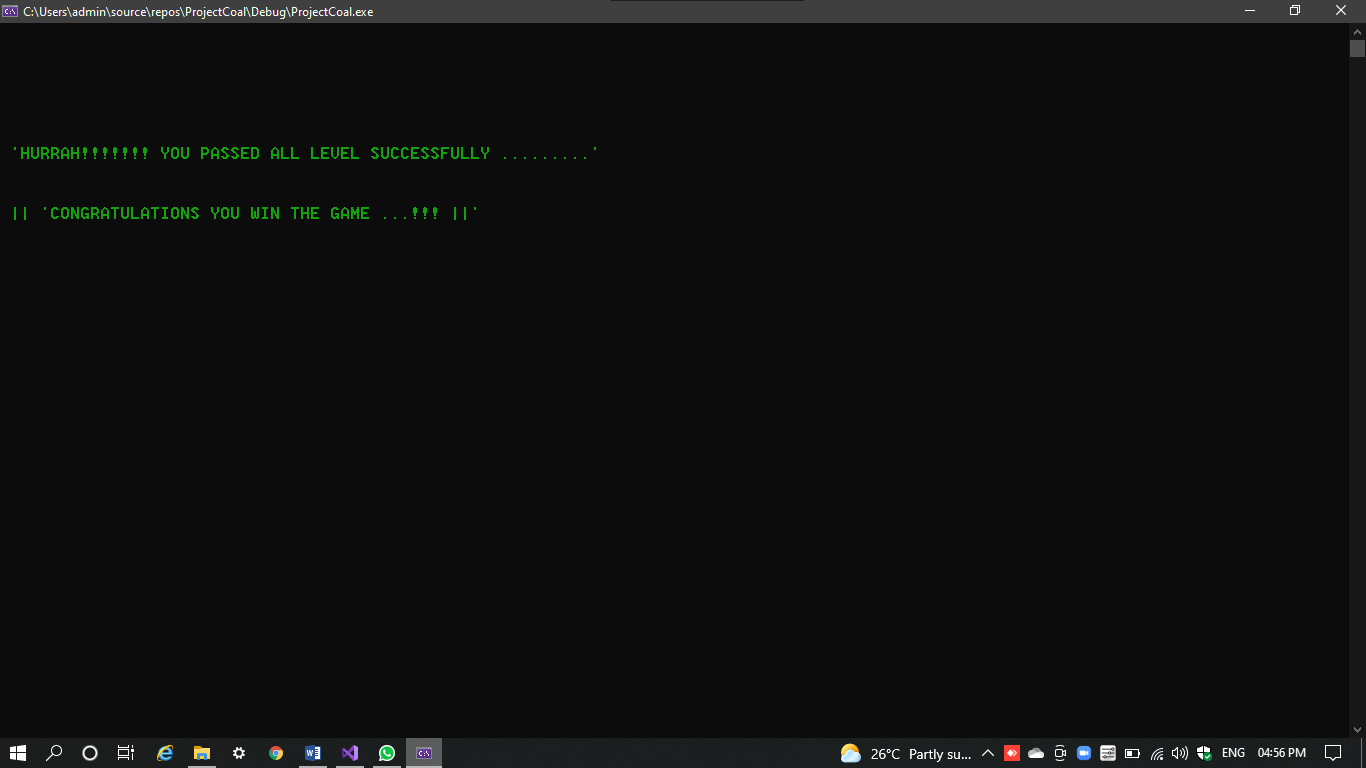 C:\Users\admin\source\repos\ProjectCoal\Debug\ProjectCoal.exe
'HURRAH!!!!!!! YOU PASSED ALL LEVEL SUCCESSFULLY .........'
|| 'CONGRATULATIONS YOU WIN THE GAME ...!!! ||'
26°C Partly su... ENG 04:56 PM